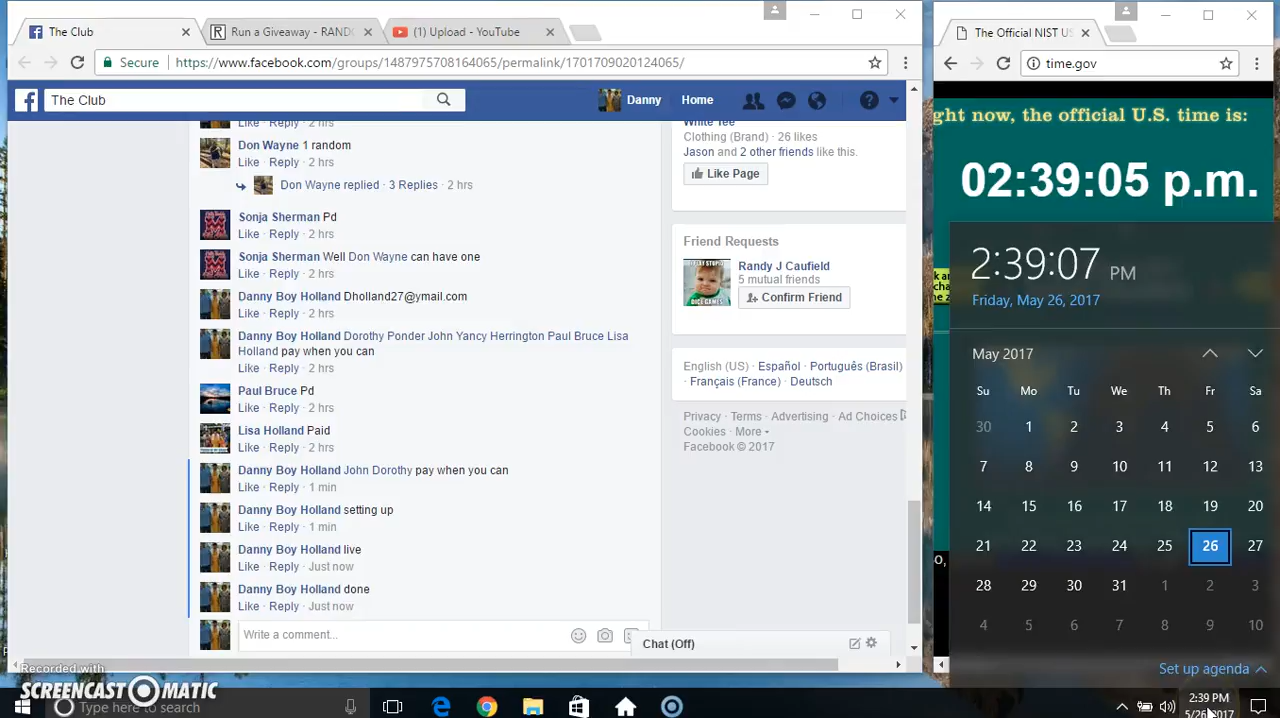 The Club
Run a Giveaway - RAND
(1) Upload - YouTube
Secure
https://www.facebook.com/groups/1487975708164065/permalink/1701709020124065/
The Club
Danny
Home
Like · Reply · 2 hrs
Don Wayne 1 random
Like · Reply · 2 hrs
Don Wayne replied · 3 Replies · 2 hrs
Sonja Sherman Pd
Like · Reply · 2 hrs
Sonja Sherman Well Don Wayne can have one
Like · Reply · 2 hrs
Danny Boy Holland Dholland27@ymail.com
Like · Reply · 2 hrs
Danny Boy Holland Dorothy Ponder John Yancy Herrington Paul Bruce Lisa
Holland pay when you can
Like · Reply · 2 hrs
Paul Bruce Pd
Like · Reply · 2 hrs
Lisa Holland Paid
Like · Reply · 2 hrs
Danny Boy Holland John Dorothy pay when you can
Like · Reply · 1 min
Danny Boy Holland setting up
Like · Reply · 1 min
Danny Boy Holland live
Like · Reply · Just now
Danny Boy Holland done
Like · Reply · Just now
Write a comment...
White Tee
Clothing (Brand) · 26 likes
Jason and 2 other friends like this.
Like Page
Friend Requests
Randy J Caufield
5 mutual friends
Confirm Friend
English (US) · Español · Português (Brasil)
· Français (France) · Deutsch
Privacy · Terms · Advertising · Ad Choices
Cookies · More
Facebook © 2017
Chat (Off)
The Official NIST US
time.gov
ght now, the official U.S. time is:
02:39:05 p.m.
2:39:07 PM
Friday, May 26, 2017
May 2017
Su Mo Tu We Th Fr Sa
30 1 2 3 4 5 6
7 8 9 10 11 12 13
14 15 16 17 18 19 20
21 22 23 24 25 26 27
28 29 30 31 1 2 3
4 5 6 7 8 9 10
Set up agenda
Recorded with
SCREENCAST-O-MATIC
Type here to search
2:39 PM
5/26/2017